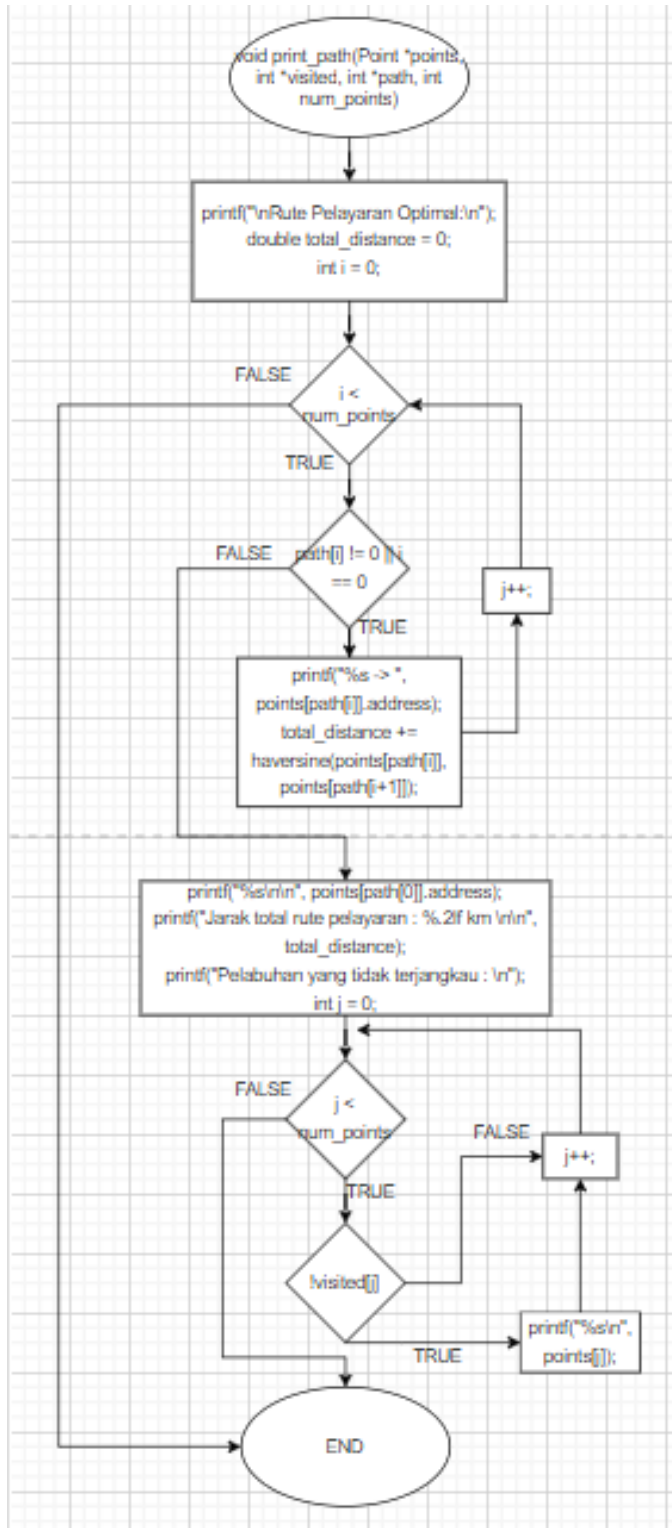 void print_path(Point *points,
int *visited, int *path, int
num_points)
printf("\nRute Pelayaran Optimal:\n");
double total_distance = 0;
int i = 0;
FALSE
i <
num_points
TRUE
FALSE
path[i] != 0 || i
== 0
j++;
TRUE
printf("%s -> ",
points[path[i]].address);
total_distance +=
haversine(points[path[i]],
points[path[i+1]]);
printf("%s\n\n", points[path[0]].address);
printf("Jarak total rute pelayaran : %.2lf km \n\n",
total_distance);
printf("Pelabuhan yang tidak terjangkau : \n");
int j = 0;
FALSE
j <
num_points
FALSE
j++;
TRUE
!visited[j]
printf("%s\n",
points[j]);
TRUE
END